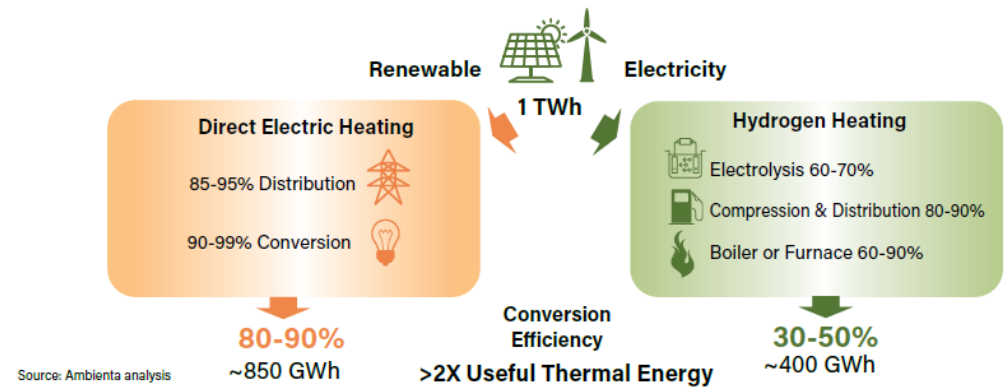 Renewable
Electricity
1 TWh
Direct Electric Heating
85-95% Distribution
90-99% Conversion
80-90%
~850 GWh
Hydrogen Heating
Electrolysis 60-70%
Compression & Distribution 80-90%
Boiler or Furnace 60-90%
30-50%
~400 GWh
Conversion
Efficiency
>2X Useful Thermal Energy
Source: Ambienta analysis